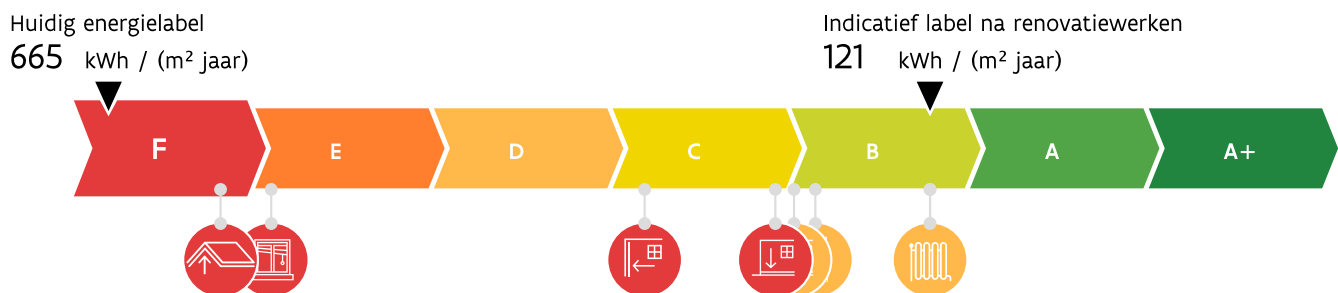 Huidig energielabel
665 kWh / (m² jaar)
Indicatief label na renovatiewerken
121 kWh / (m² jaar)
F E D C B A A+